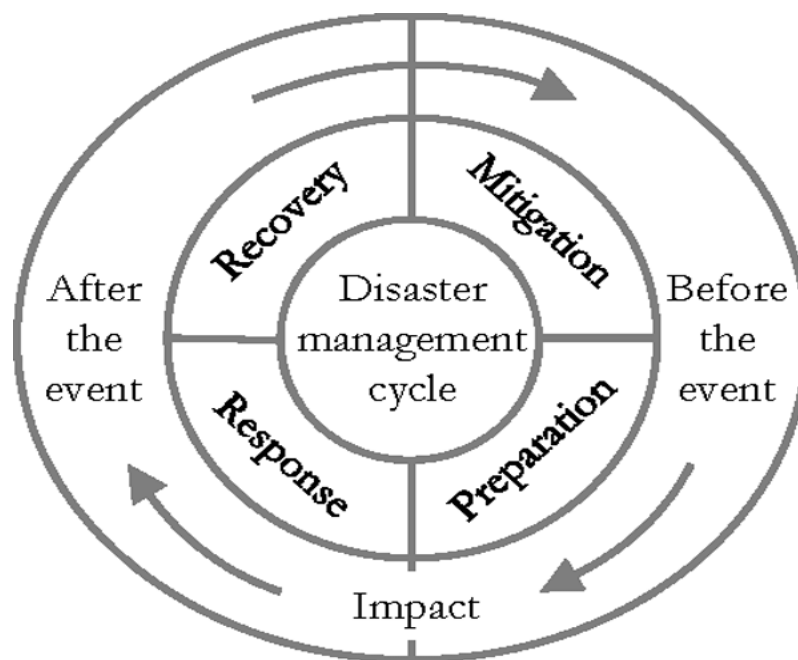 Recovery
Mitigation
After
the
event
Disaster
management
cycle
Before
the
event
Response
Preparation
Impact